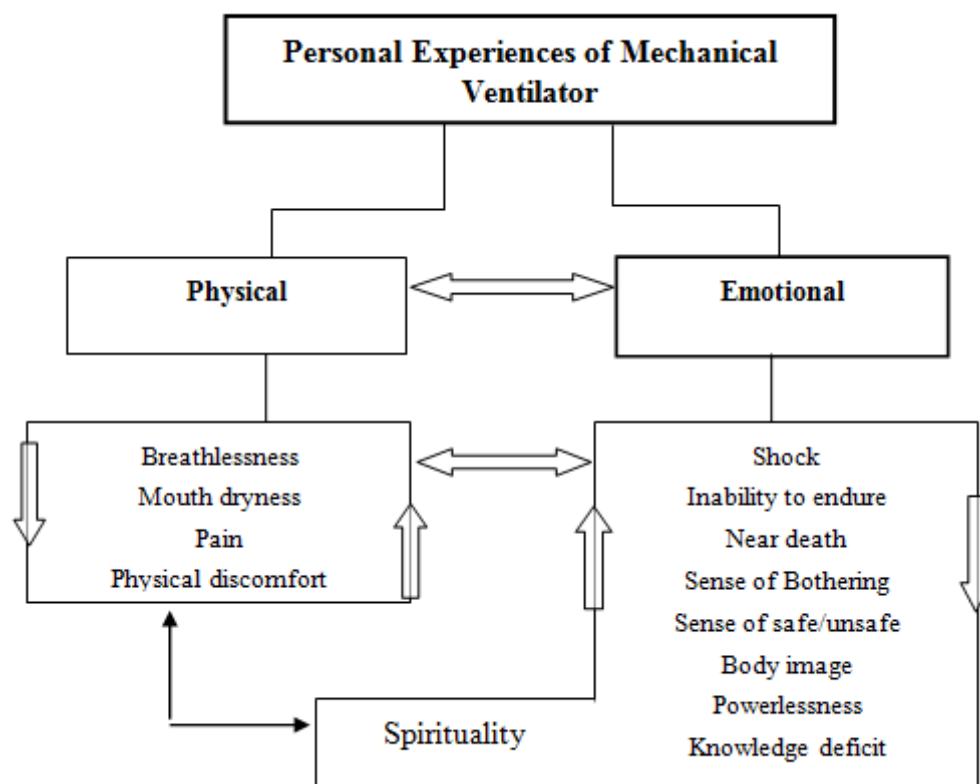 Personal Experiences of Mechanical
Ventilator
Physical
Emotional
Breathlessness
Mouth dryness
Pain
Physical discomfort
Shock
Inability to endure
Near death
Sense of Bothering
Sense of safe/unsafe
Body image
Powerlessness
Knowledge deficit
Spirituality